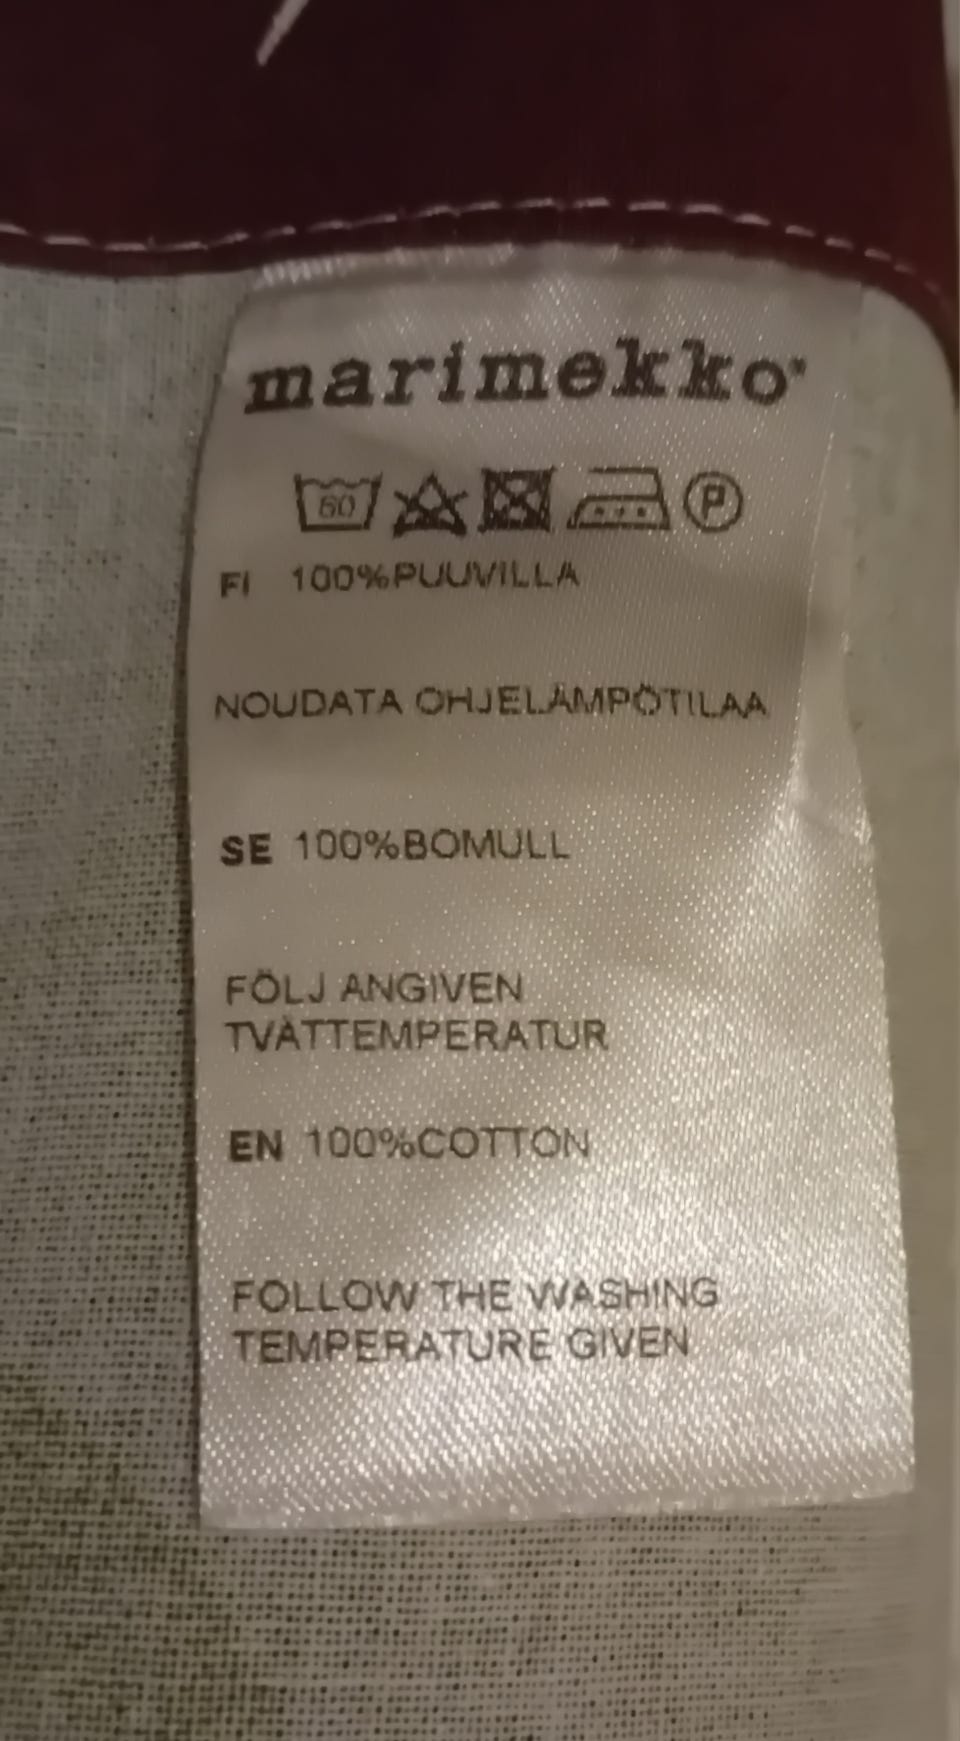 marimekko®
60 P
FI 100%PUUVILLA
NOUDATA OHJELÄMPÖTILAA
SE 100%BOMULL
FÖLJ ANGIVEN
TVÄTTEMPERATUR
EN 100%COTTON
FOLLOW THE WASHING
TEMPERATURE GIVEN